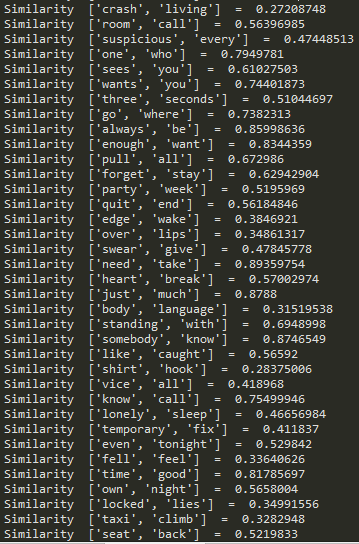 Similarity ['crash', 'living'] = 0.27208748
Similarity ['room', 'call'] = 0.56396985
Similarity ['suspicious', 'every'] = 0.47448513
Similarity ['one', 'who'] = 0.7949781
Similarity ['sees', 'you'] = 0.61027503
Similarity ['wants', 'you'] = 0.74401873
Similarity ['three', 'seconds'] = 0.51044697
Similarity ['go', 'where'] = 0.7382313
Similarity ['always', 'be'] = 0.85998636
Similarity ['enough', 'want'] = 0.8344359
Similarity ['pull', 'all'] = 0.672986
Similarity ['forget', 'stay'] = 0.62942904
Similarity ['party', 'week'] = 0.5195969
Similarity ['quit', 'end'] = 0.56184846
Similarity ['edge', 'wake'] = 0.3846921
Similarity ['over', 'lips'] = 0.34861317
Similarity ['swear', 'give'] = 0.47845778
Similarity ['need', 'take'] = 0.89359754
Similarity ['heart', 'break'] = 0.57002974
Similarity ['just', 'much'] = 0.8788
Similarity ['body', 'language'] = 0.31519538
Similarity ['standing', 'with'] = 0.6948998
Similarity ['somebody', 'know'] = 0.8746549
Similarity ['like', 'caught'] = 0.56592
Similarity ['shirt', 'hook'] = 0.28375006
Similarity ['vice', 'all'] = 0.418968
Similarity ['know', 'call'] = 0.75499946
Similarity ['lonely', 'sleep'] = 0.46656984
Similarity ['temporary', 'fix'] = 0.411837
Similarity ['even', 'tonight'] = 0.529842
Similarity ['fell', 'feel'] = 0.33640626
Similarity ['time', 'good'] = 0.81785697
Similarity ['own', 'night'] = 0.5658004
Similarity ['locked', 'lies'] = 0.34991556
Similarity ['taxi', 'climb'] = 0.3282948
Similarity ['seat', 'back'] = 0.5219833